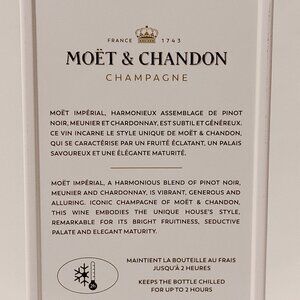 FRANCE 1743
MOËT & CHANDON
CHAMPAGNE
MOËT IMPÉRIAL, HARMONIEUX ASSEMBLAGE DE PINOT
NOIR, MEUNIER ET CHARDONNAY, EST SUBTIL ET GÉNÉREUX.
CE VIN INCARNE LE STYLE UNIQUE DE MOËT & CHANDON,
QUI SE CARACTÉRISE PAR UN FRUITÉ ÉCLATANT, UN PALAIS
SAVOUREUX ET UNE ÉLÉGANTE MATURITÉ.
MOËT IMPÉRIAL, A HARMONIOUS BLEND OF PINOT NOIR,
MEUNIER AND CHARDONNAY, IS VIBRANT, GENEROUS AND
ALLURING. ICONIC CHAMPAGNE OF MOËT & CHANDON,
THIS WINE EMBODIES THE UNIQUE HOUSE'S STYLE,
REMARKABLE FOR ITS BRIGHT FRUITINESS, SEDUCTIVE
PALATE AND ELEGANT MATURITY.
MAINTIENT LA BOUTEILLE AU FRAIS
JUSQU'À 2 HEURES
KEEPS THE BOTTLE CHILLED
FOR UP TO 2 HOURS